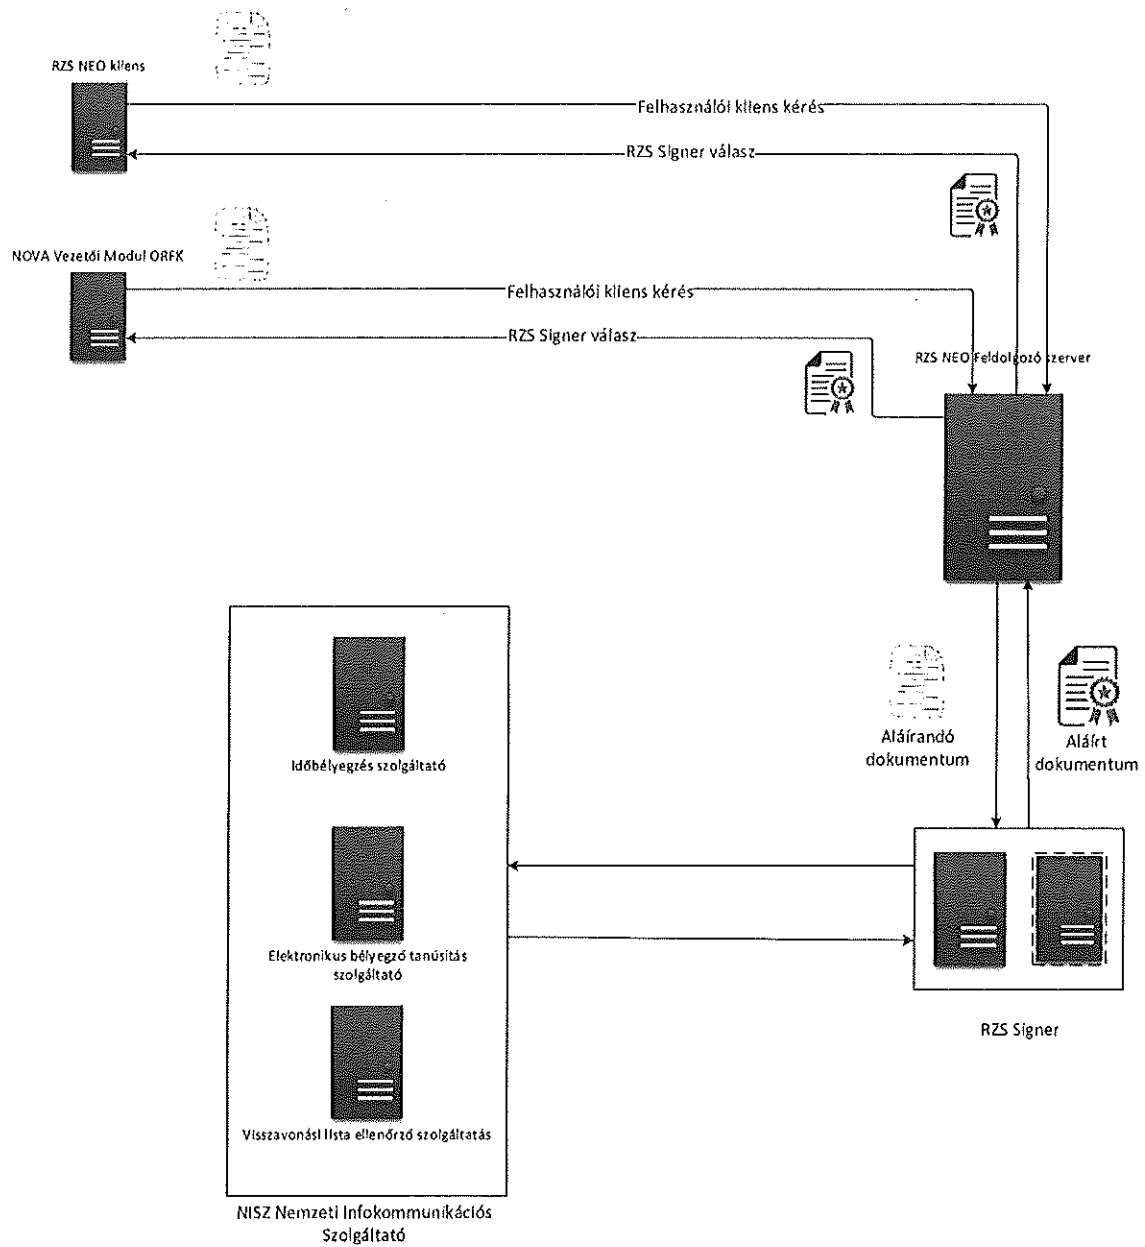 RZS NEO kliens
Felhasználói kliens kérés
RZS Signer válasz
NOVA Vezetői Modul ORFK
Felhasználói kliens kérés
RZS Signer válasz
RZS NEO Feldolgozó szerver
Aláírandó
dokumentum
Aláírt
dokumentum
Időbélyegzés szolgáltató
Elektronikus bélyegző tanúsítás
szolgáltató
Visszavonási lista ellenőrző szolgáltatás
RZS Signer
NISZ Nemzeti Infokommunikációs
Szolgáltató